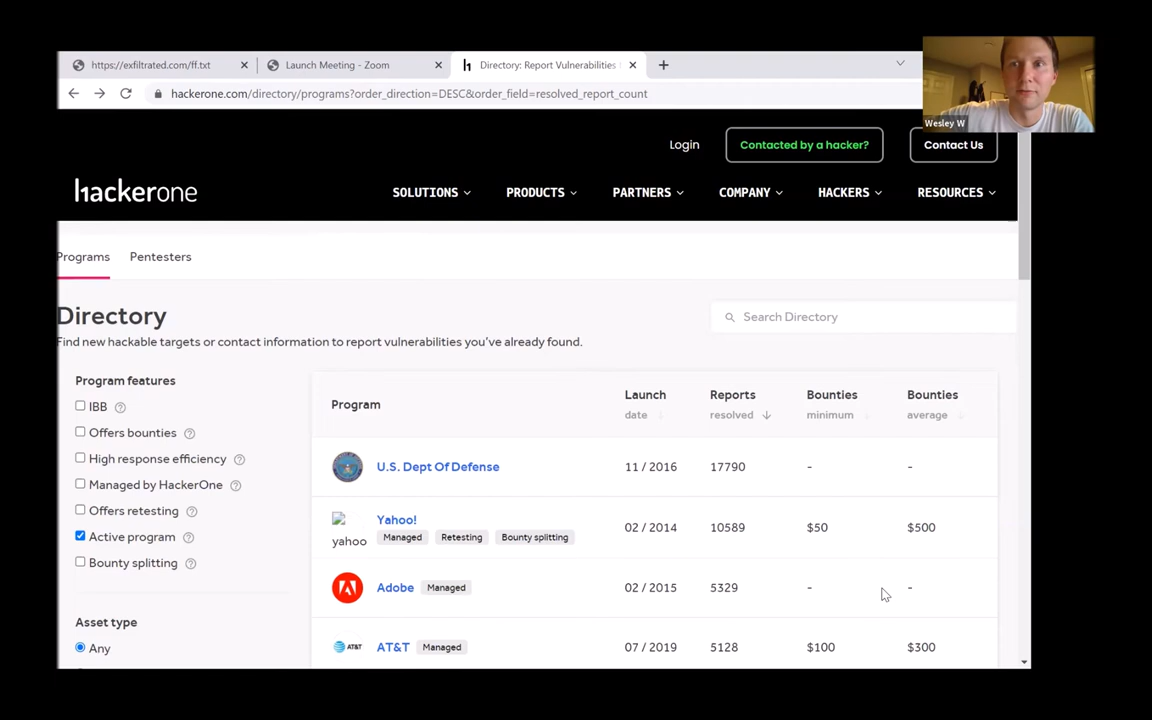 https://exfiltrated.com/ff.txt
Launch Meeting - Zoom
Directory: Report Vulnerabilities
hackerone.com/directory/programs?order_direction=DESC&order_field=resolved_report_count
Wesley W
Login
Contacted by a hacker?
Contact Us
hackerone
SOLUTIONS
PRODUCTS
PARTNERS
COMPANY
HACKERS
RESOURCES
Programs
Pentesters
Directory
Search Directory
Find new hackable targets or contact information to report vulnerabilities you've already found.
Program features
IBB
Offers bounties
High response efficiency
Managed by HackerOne
Offers retesting
Active program
Bounty splitting
Asset type
Any
Program
Launch date
Reports resolved
Bounties minimum
Bounties average
U.S. Dept Of Defense 11 / 2016 17790 - -
Yahoo! 02 / 2014 10589 $50 $500
yahoo Managed Retesting Bounty splitting
Adobe Managed 02 / 2015 5329 - -
AT&T AT&T Managed 07 / 2019 5128 $100 $300